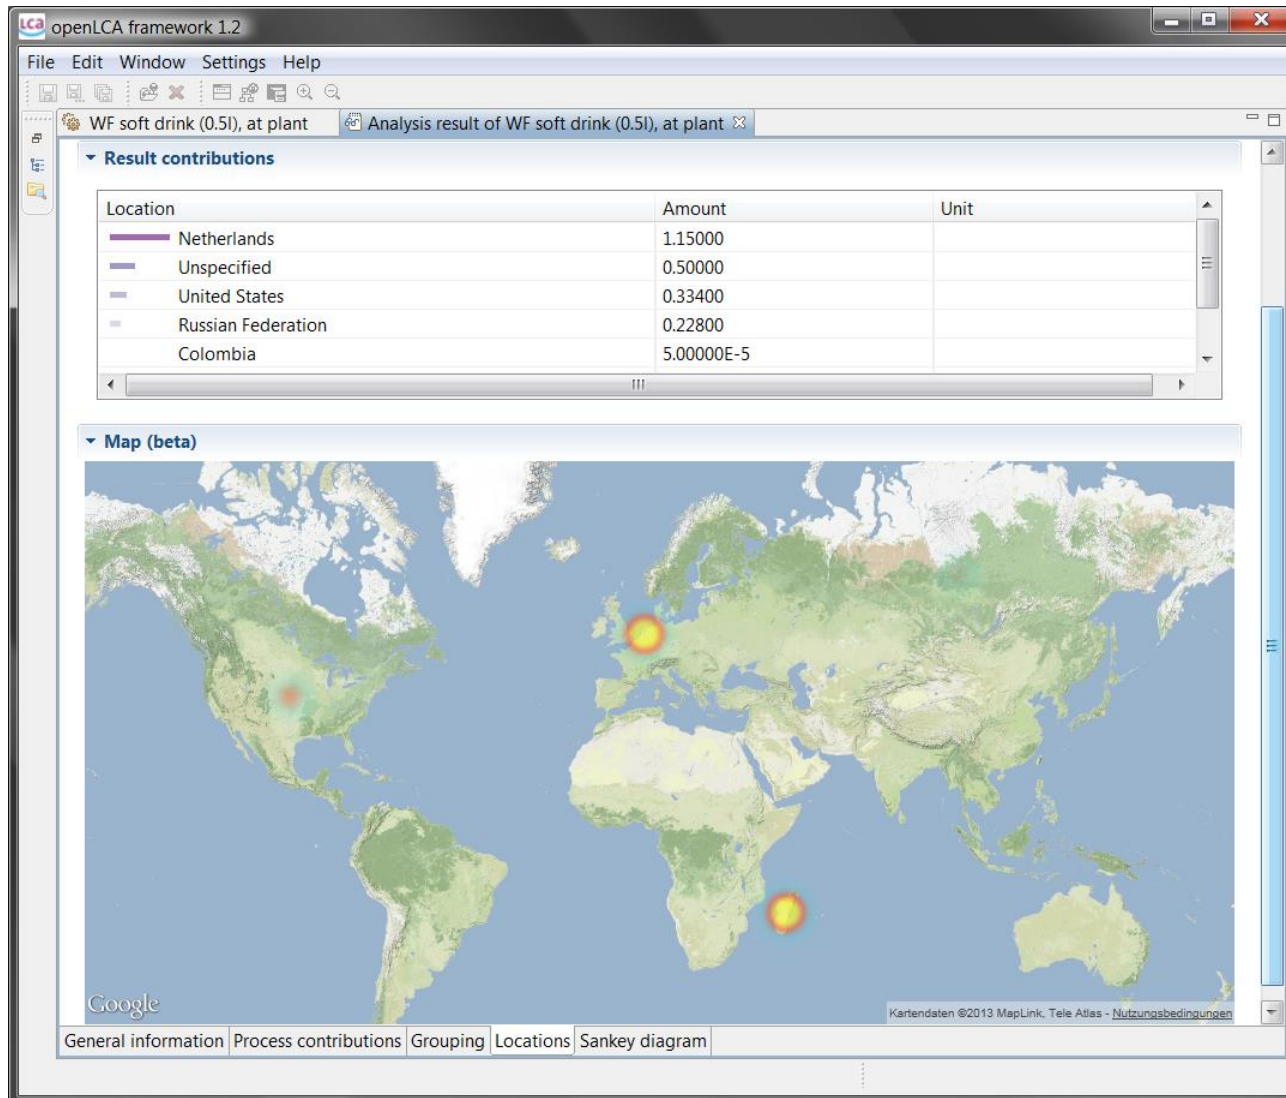 LCA openLCA framework 1.2
File Edit Window Settings Help
WF soft drink (0.5l), at plant Analysis result of WF soft drink (0.5l), at plant
Result contributions
Location Amount Unit
Netherlands 1.15000
Unspecified 0.50000
United States 0.33400
Russian Federation 0.22800
Colombia 5.00000E-5
Map (beta)
Google
Kartendaten ©2013 MapLink, Tele Atlas - Nutzungsbedingungen
General information Process contributions Grouping Locations Sankey diagram